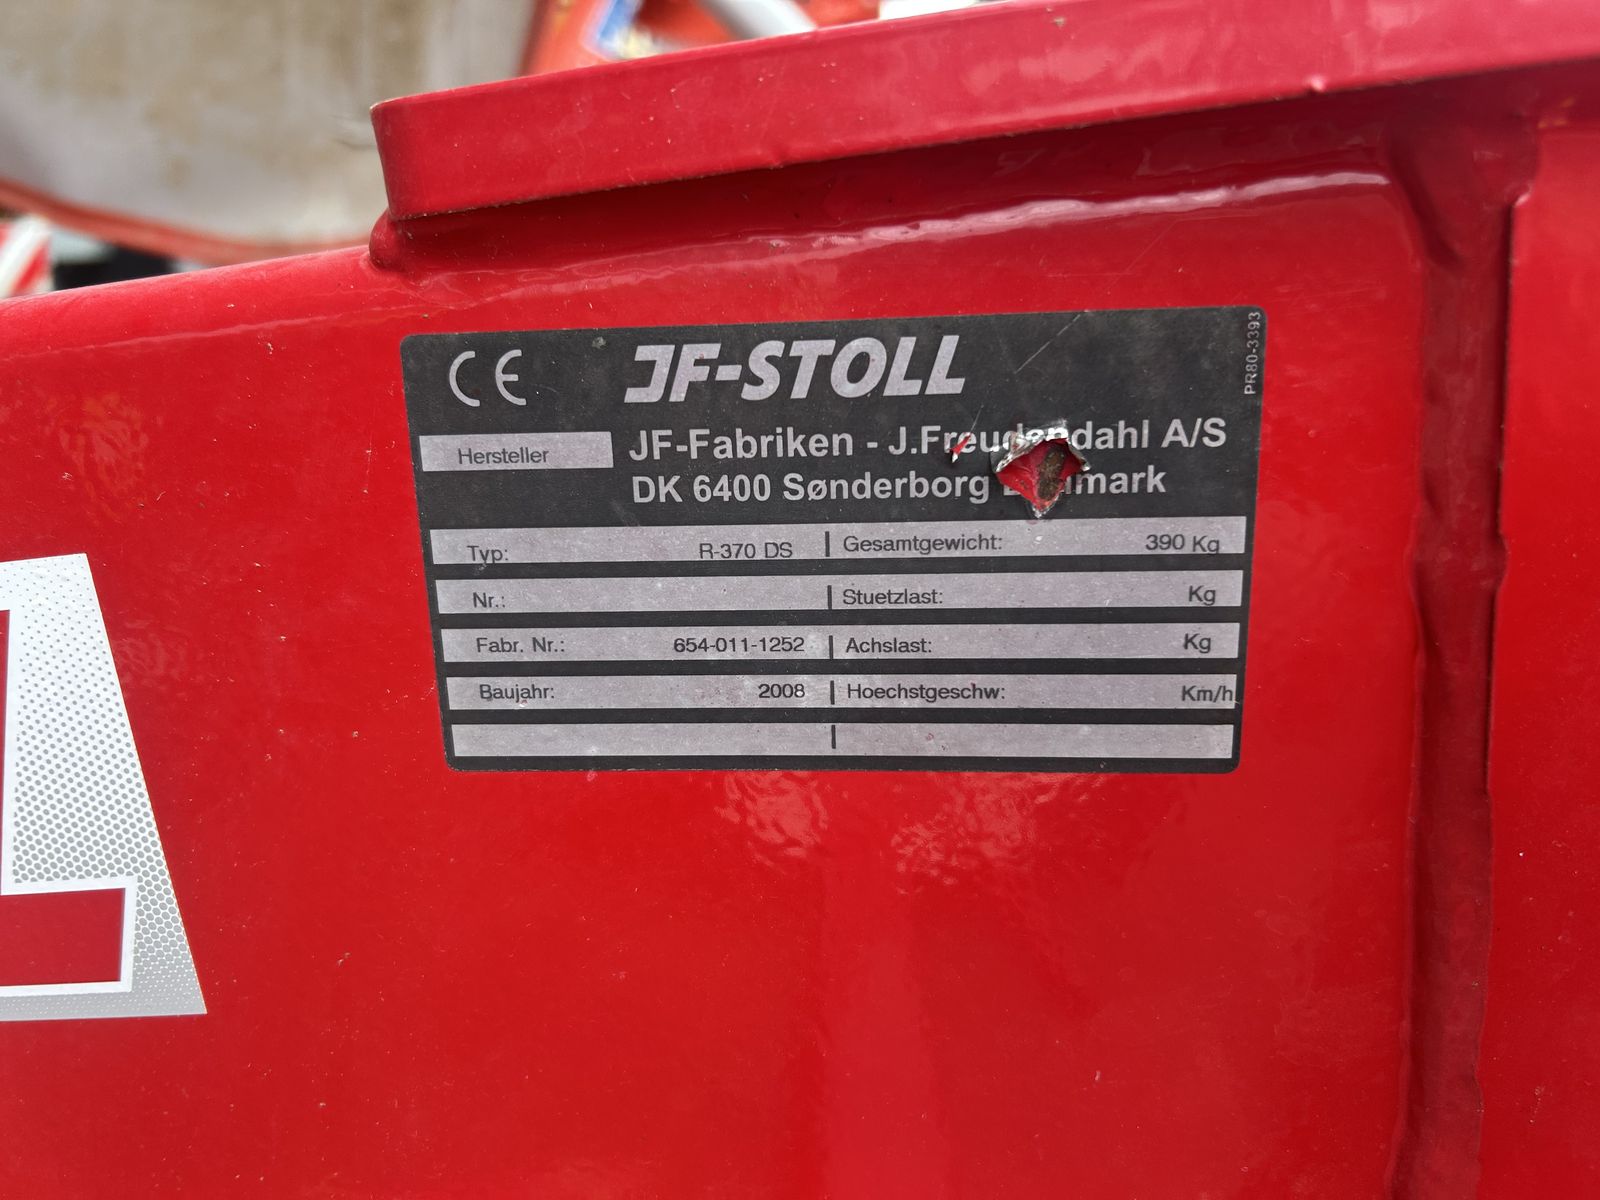 CE JF-STOLL
PR80-3393
Hersteller JF-Fabriken - J.Freudendahl A/S
DK 6400 Sønderborg Denmark
Typ: R-370 DS | Gesamtgewicht: 390 Kg
Nr.: | Stuetzlast: Kg
Fabr. Nr.: 654-011-1252 | Achslast: Kg
Baujahr: 2008 | Hoechstgeschw: Km/h